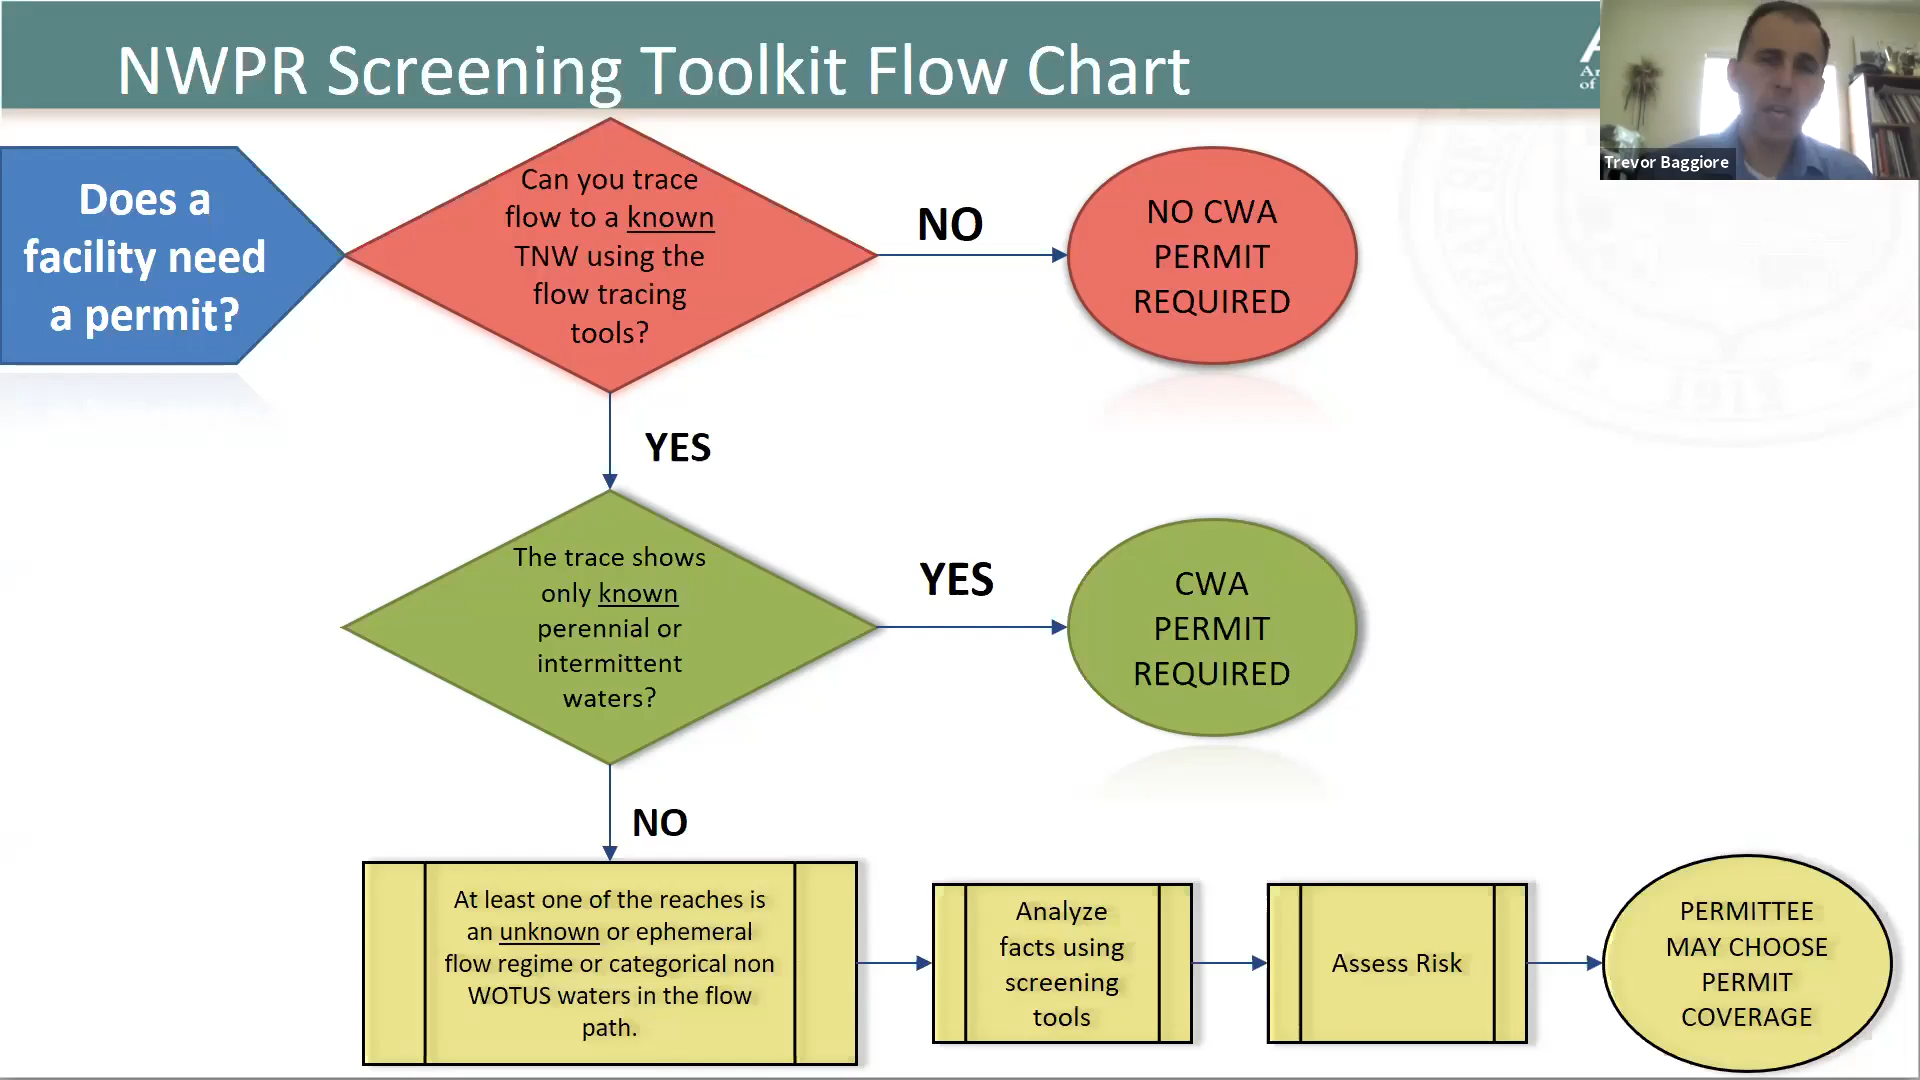 NWPR Screening Toolkit Flow Chart
Trevor Baggiore
Does a
facility need
a permit?
Can you trace
flow to a known
TNW using the
flow tracing
tools?
NO
NO CWA
PERMIT
REQUIRED
YES
The trace shows
only known
perennial or
intermittent
waters?
YES
CWA
PERMIT
REQUIRED
NO
At least one of the reaches is
an unknown or ephemeral
flow regime or categorical non
WOTUS waters in the flow
path.
Analyze
facts using
screening
tools
Assess Risk
PERMITTEE
MAY CHOOSE
PERMIT
COVERAGE
of
1912